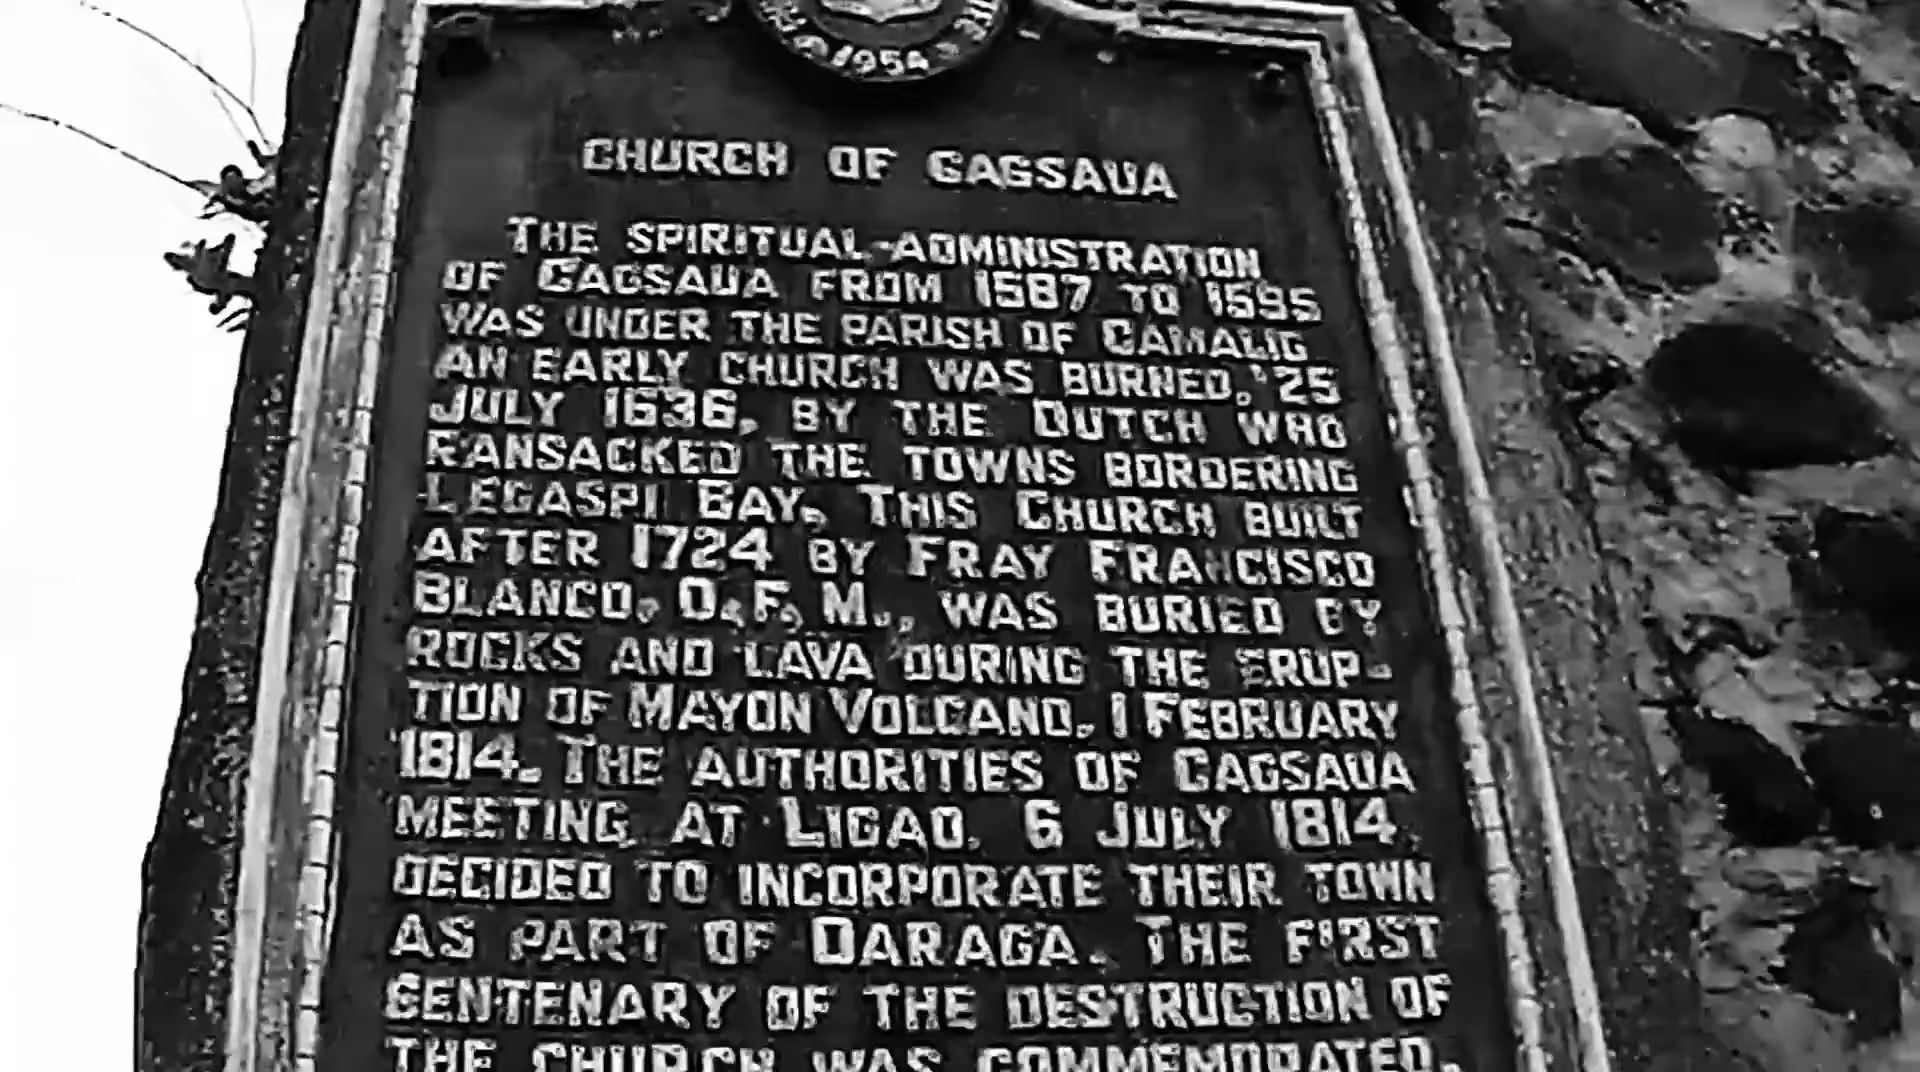 1954
CHURCH OF CAGSAUA
THE SPIRITUAL ADMINISTRATION
OF CAGSAUA FROM 1587 TO 1595
WAS UNDER THE PARISH OF CAMALIG
AN EARLY CHURCH WAS BURNED, 25
JULY 1636, BY THE DUTCH WHO
RANSACKED THE TOWNS BORDERING
LEGASPI BAY, THIS CHURCH BUILT
AFTER 1724 BY FRAY FRANCISCO
BLANCO, O.F.M., WAS BURIED BY
ROCKS AND LAVA DURING THE ERUP-
TION OF MAYON VOLCANO, 1 FEBRUARY
1814. THE AUTHORITIES OF CAGSAUA
MEETING AT LIGAO, 6 JULY 1814
DECIDED TO INCORPORATE THEIR TOWN
AS PART OF DARAGA. THE FIRST
CENTENARY OF THE DESTRUCTION OF
THE CHURCH WAS COMMEMORATED,